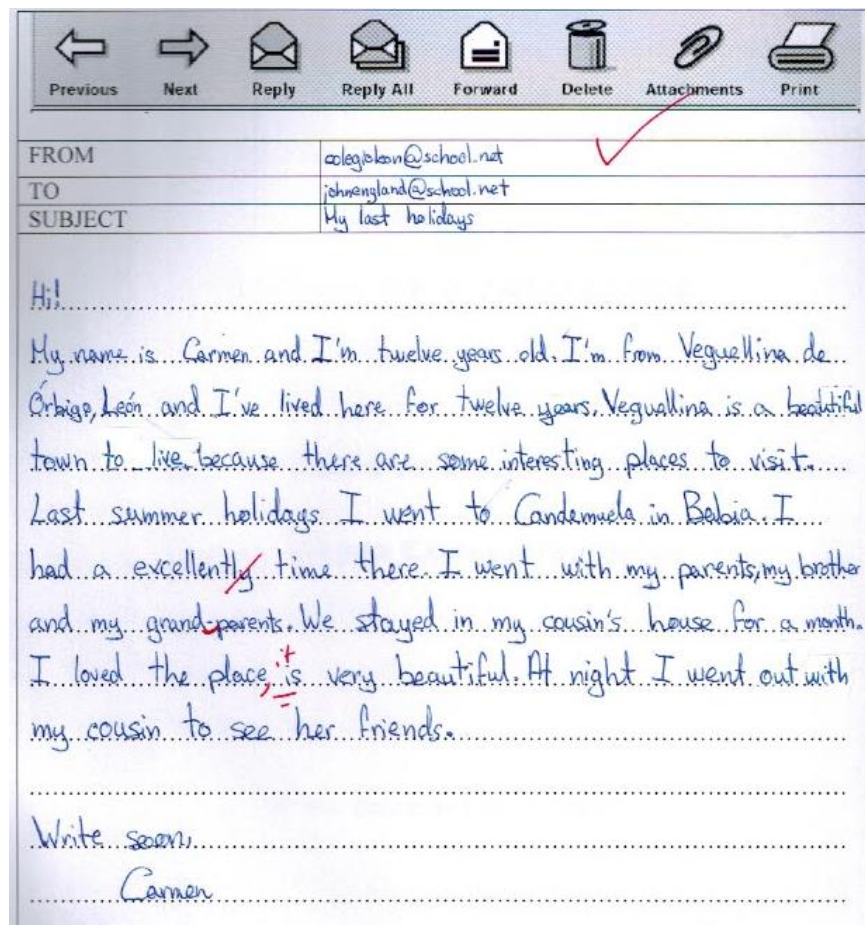 Previous Next Reply Reply All Forward Delete Attachments Print
FROM colegioleon@school.net
TO johnengland@school.net
SUBJECT My last holidays
Hi!
My name is Carmen and I'm twelve years old. I'm from Veguellina de
Órbigo, León and I've lived here for twelve years. Veguellina is a beautiful
town to live because there are some interesting places to visit.
Last summer holidays I went to Candemuela in Babia. I
had a excellently time there. I went with my parents, my brother
and my grand-parents. We stayed in my cousin's house for a month.
I loved the place, it is very beautiful. At night I went out with
my cousin to see her friends.
Write soon,
Carmen